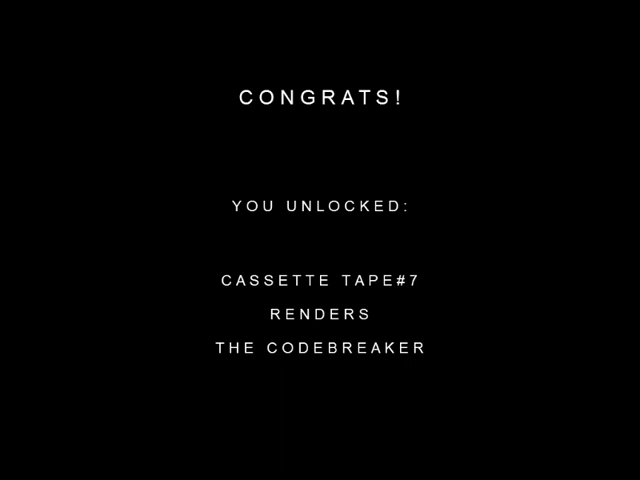 CONGRATS!
YOU UNLOCKED:
CASSETTE TAPE#7
RENDERS
THE CODEBREAKER